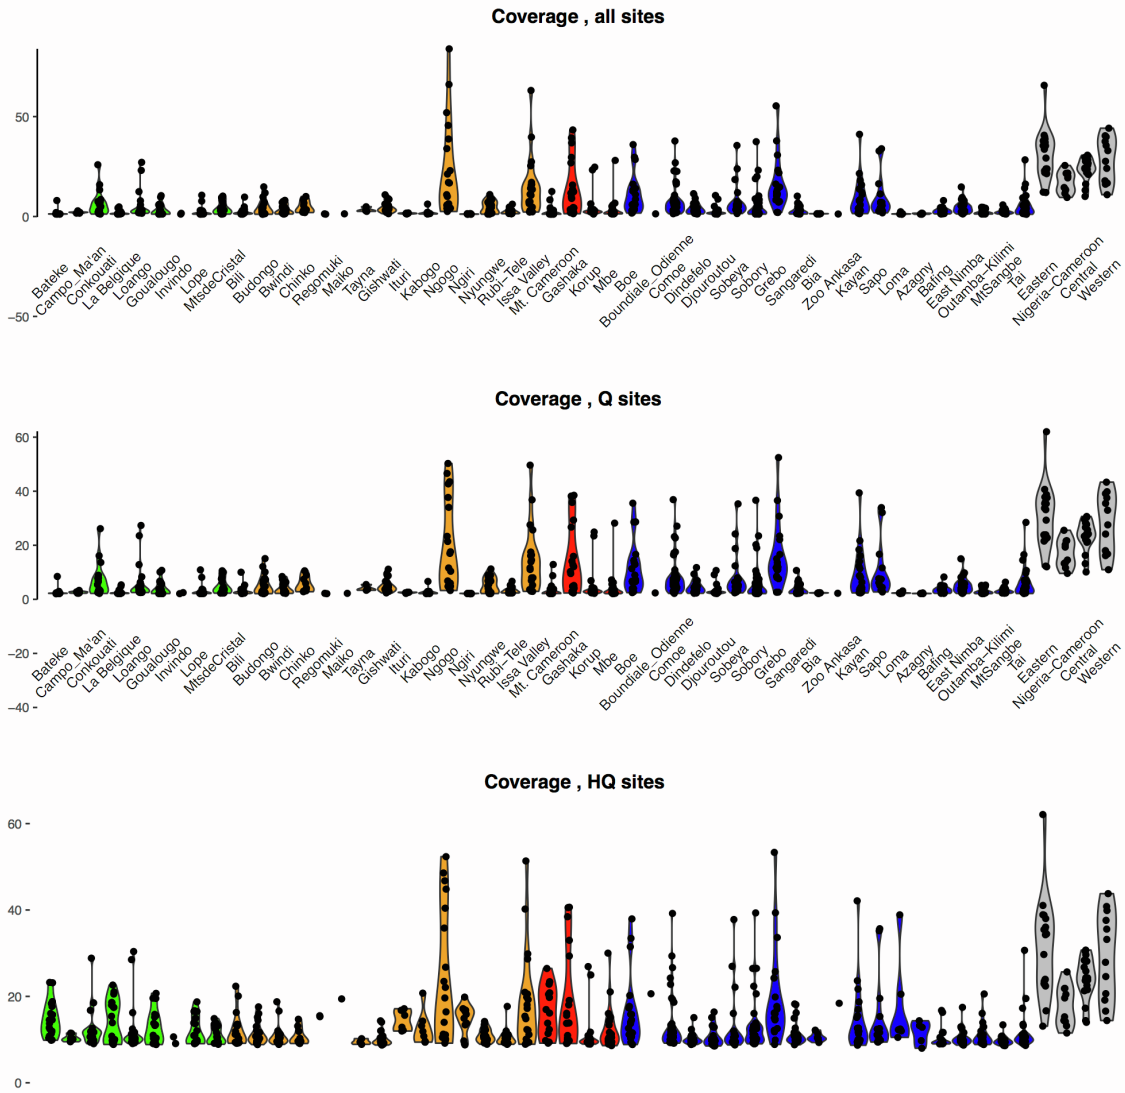 Coverage , all sites
50
0
−50
Bateke
Campo_Ma'an
Conkouati
La Belgique
Loango
Goualougo
Invindo
Lope
MtsdeCristal
Bili
Budongo
Bwindi
Chinko
Regomuki
Maiko
Tayna
Gishwati
Ituri
Kabogo
Ngogo
Ngiri
Nyungwe
Rubi−Tele
Issa Valley
Mt. Cameroon
Gashaka
Korup
Mbe
Boe
Boundiale_Odienne
Comoe
Dindefelo
Djouroutou
Sobeya
Sobory
Grebo
Sangaredi
Bia
Zoo Ankasa
Kayan
Sapo
Loma
Azagny
Bafing
East Nimba
Outamba−Kilimi
MtSangbe
Tai
Eastern
Nigeria−Cameroon
Central
Western
Coverage , Q sites
60
40
20
0
−20
−40
Bateke
Campo_Ma'an
Conkouati
La Belgique
Loango
Goualougo
Invindo
Lope
MtsdeCristal
Bili
Budongo
Bwindi
Chinko
Regomuki
Maiko
Tayna
Gishwati
Ituri
Kabogo
Ngogo
Ngiri
Nyungwe
Rubi−Tele
Issa Valley
Mt. Cameroon
Gashaka
Korup
Mbe
Boe
Boundiale_Odienne
Comoe
Dindefelo
Djouroutou
Sobeya
Sobory
Grebo
Sangaredi
Bia
Zoo Ankasa
Kayan
Sapo
Loma
Azagny
Bafing
East Nimba
Outamba−Kilimi
MtSangbe
Tai
Eastern
Nigeria−Cameroon
Central
Western
Coverage , HQ sites
60
40
20
0